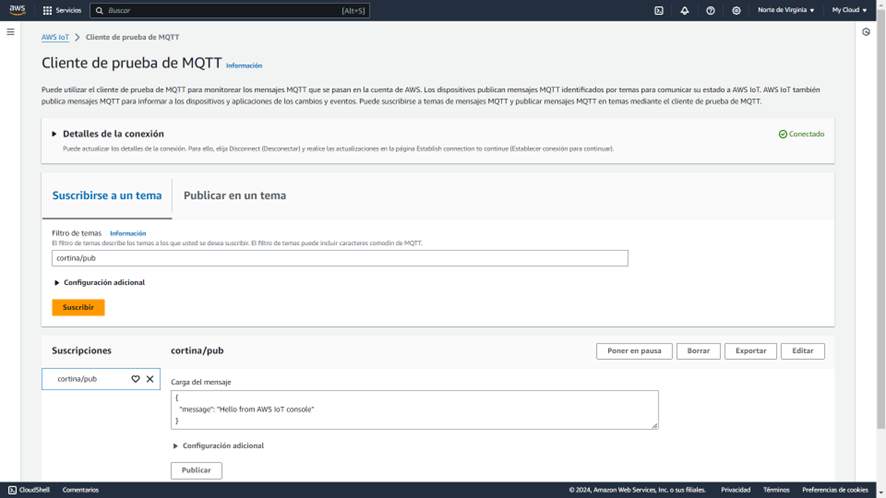 aws
Servicios
Buscar
[Alt+S]
Norte de Virginia
My Cloud
AWS IoT
Cliente de prueba de MQTT
Cliente de prueba de MQTT
Información
Puede utilizar el cliente de prueba de MQTT para monitorear los mensajes MQTT que se pasan en la cuenta de AWS. Los dispositivos publican mensajes MQTT identificados por temas para comunicar su estado a AWS IoT. AWS IoT también
publica mensajes MQTT para informar a los dispositivos y aplicaciones de los cambios y eventos. Puede suscribirse a temas de mensajes MQTT y publicar mensajes MQTT en temas mediante el cliente de prueba de MQTT.
Detalles de la conexión
Conectado
Puede actualizar los detalles de la conexión. Para ello, elija Disconnect (Desconectar) y realice las actualizaciones en la página Establish connection to continue (Establecer conexión para continuar).
Suscribirse a un tema
Publicar en un tema
Filtro de temas
Información
El filtro de temas describe los temas a los que usted se desea suscribir. El filtro de temas puede incluir caracteres comodín de MQTT.
cortina/pub
Configuración adicional
Suscribir
Suscripciones
cortina/pub
Poner en pausa
Borrar
Exportar
Editar
cortina/pub
Carga del mensaje
{
"message": "Hello from AWS IoT console"
}
Configuración adicional
Publicar
CloudShell
Comentarios
© 2024, Amazon Web Services, Inc. o sus filiales.
Privacidad
Términos
Preferencias de cookies